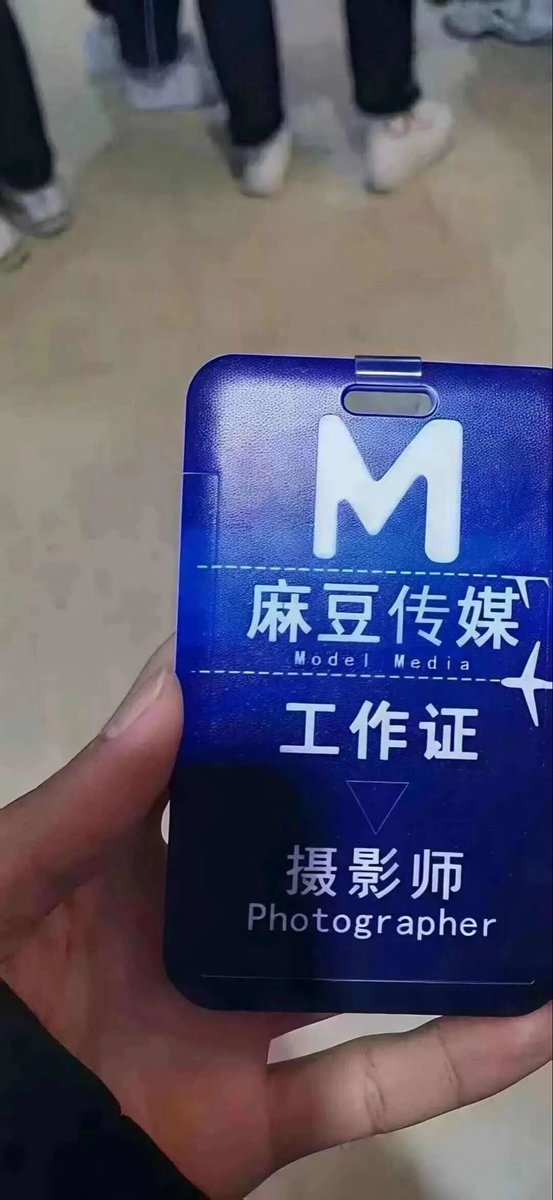 M
麻豆传媒
Model Media
工作证
摄影师
Photographer